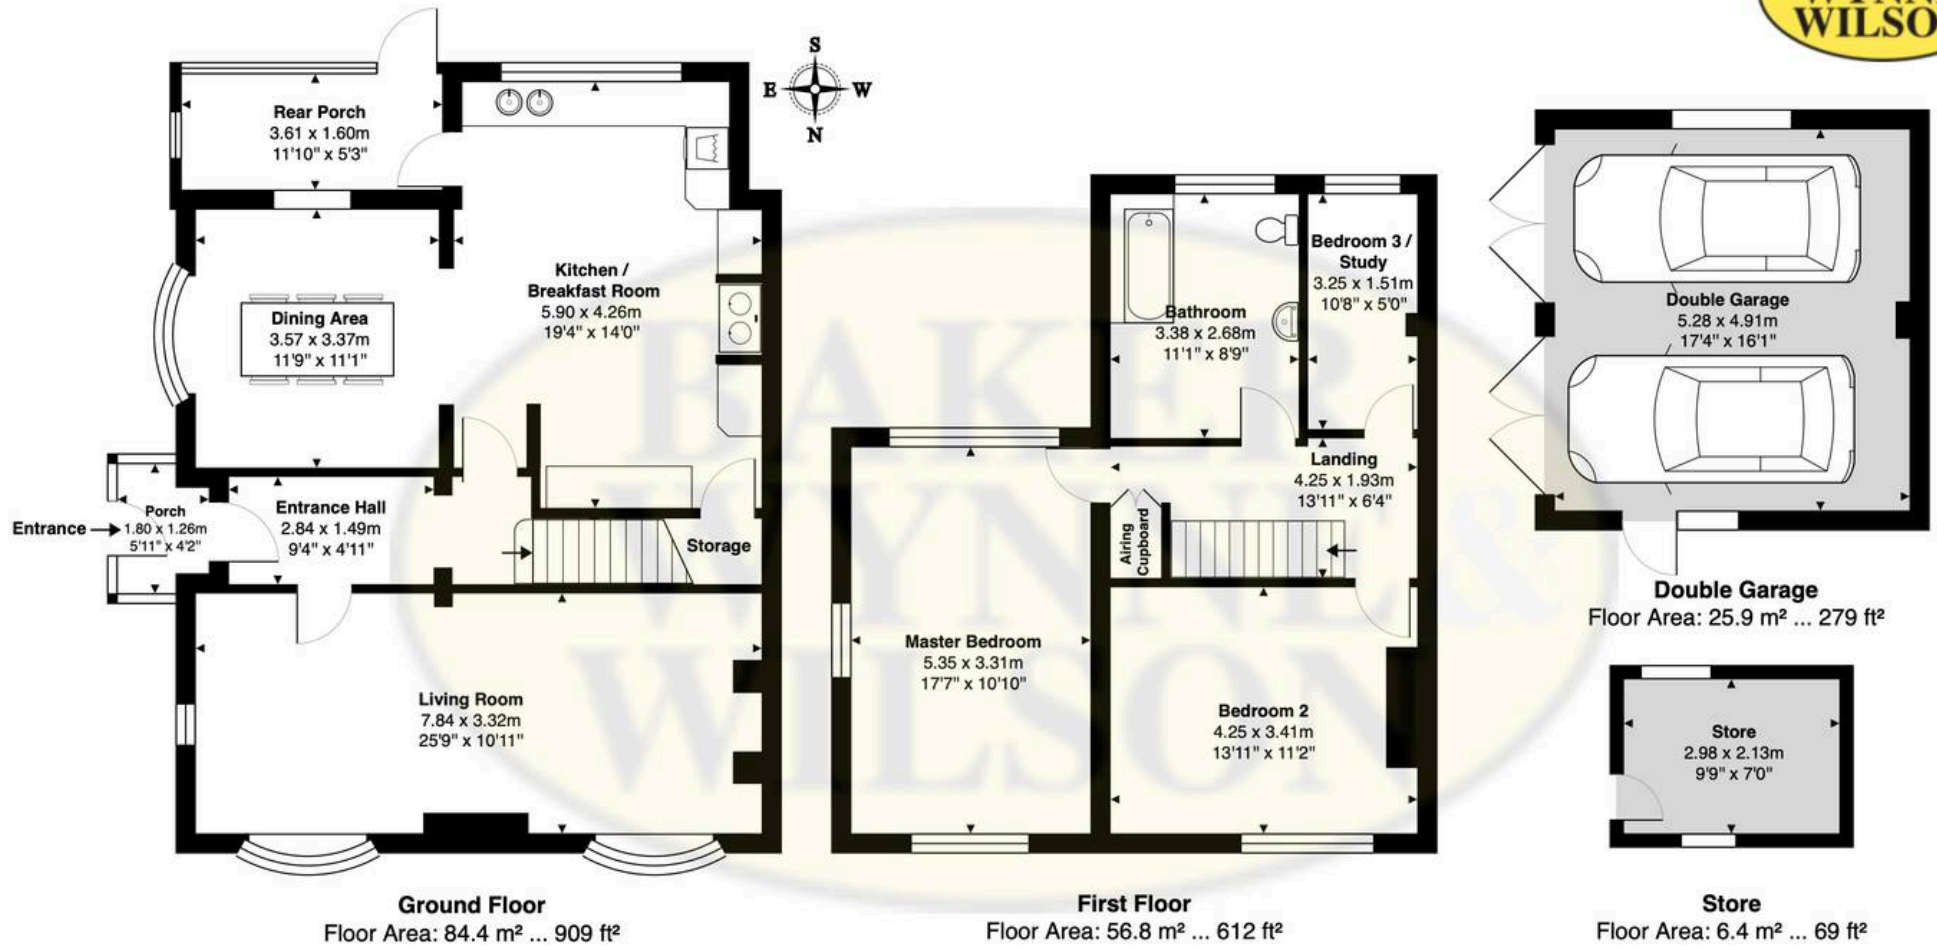 WILSO
S
E
W
N
Rear Porch
3.61 x 1.60m
11'10" x 5'3"
Kitchen /
Breakfast Room
5.90 x 4.26m
19'4" x 14'0"
Dining Area
3.57 x 3.37m
11'9" x 11'1"
Entrance
Porch
1.80 x 1.26m
5'11" x 4'2"
Entrance Hall
2.84 x 1.49m
9'4" x 4'11"
Storage
Living Room
7.84 x 3.32m
25'9" x 10'11"
Ground Floor
Floor Area: 84.4 m² ... 909 ft²
Bathroom
3.38 x 2.68m
11'1" x 8'9"
Bedroom 3 /
Study
3.25 x 1.51m
10'8" x 5'0"
Landing
4.25 x 1.93m
13'11" x 6'4"
Airing
Cupboard
Master Bedroom
5.35 x 3.31m
17'7" x 10'10"
Bedroom 2
4.25 x 3.41m
13'11" x 11'2"
First Floor
Floor Area: 56.8 m² ... 612 ft²
Double Garage
5.28 x 4.91m
17'4" x 16'1"
Double Garage
Floor Area: 25.9 m² ... 279 ft²
Store
2.98 x 2.13m
9'9" x 7'0"
Store
Floor Area: 6.4 m² ... 69 ft²
BAKER
WYNNE &
WILSON